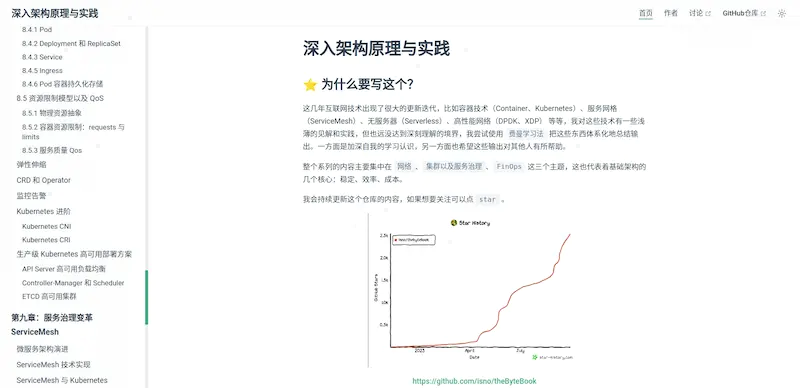 深入架构原理与实践
首页
作者
讨论
GitHub仓库
8.4.1 Pod
8.4.2 Deployment 和 ReplicaSet
8.4.3 Service
8.4.5 Ingress
8.4.6 Pod 容器持久化存储
8.5 资源限制模型以及 QoS
8.5.1 物理资源抽象
8.5.2 容器资源限制：requests 与
limits
8.5.3 服务质量 Qos
弹性伸缩
CRD 和 Operator
监控告警
Kubernetes 进阶
Kubernetes CNI
Kubernetes CRI
生产级 Kubernetes 高可用部署方案
API Server 高可用负载均衡
Controller-Manager 和 Scheduler
ETCD 高可用集群
第九章：服务治理变革
ServiceMesh
微服务架构演进
ServiceMesh 技术实现
ServiceMesh 与 Kubernetes
深入架构原理与实践
⭐ 为什么要写这个?
这几年互联网技术出现了很大的更新迭代，比如容器技术（Container、Kubernetes）、服务网格
（ServiceMesh）、无服务器（Serverless）、高性能网络（DPDK、XDP） 等等，我对这些技术有一些浅
薄的见解和实践，但也远没达到深刻理解的境界，我尝试使用 费曼学习法 把这些东西体系化地总结输
出。一方面是加深自我的学习认识，另一方面也希望这些输出对其他人有所帮助。
整个系列的内容主要集中在 网络 、 集群以及服务治理 、 FinOps 这三个主题，这也代表着基础架构的
几个核心：稳定、效率、成本。
我会持续更新这个仓库的内容，如果想要关注可以点 star 。
Star History
isno/theByteBook
2.5k
2.0k
1.5k
1.0k
0.5k
GitHub Stars
2023
April
July
Date
star-history.com
https://github.com/isno/theByteBook